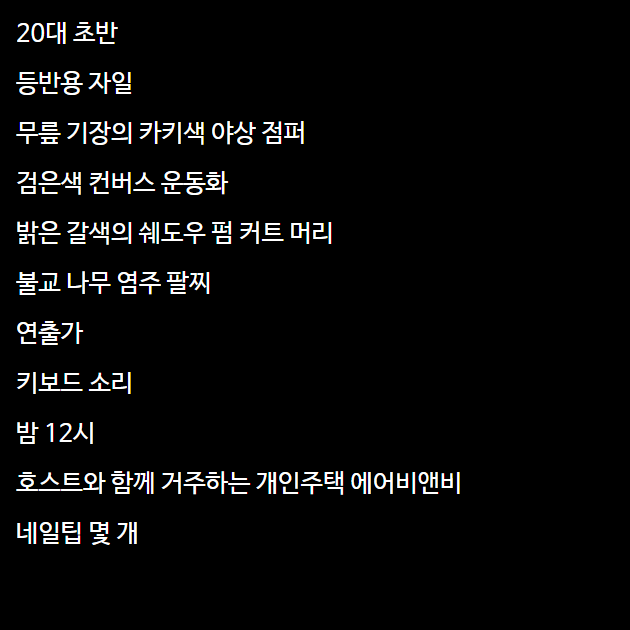 20대 초반
등반용 자일
무릎 기장의 카키색 야상 점퍼
검은색 컨버스 운동화
밝은 갈색의 쉐도우 펌 커트 머리
불교 나무 염주 팔찌
연출가
키보드 소리
밤 12시
호스트와 함께 거주하는 개인주택 에어비앤비
네일팁 몇 개